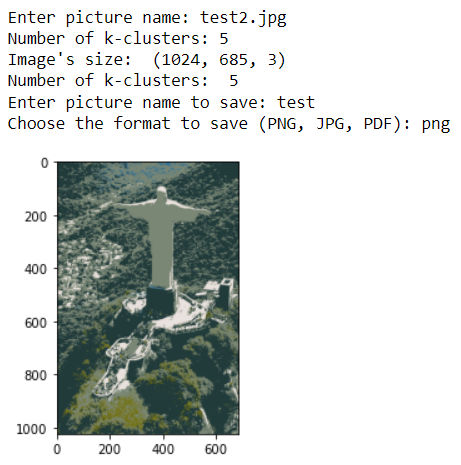 Enter picture name: test2.jpg
Number of k-clusters: 5
Image's size:  (1024, 685, 3)
Number of k-clusters:  5
Enter picture name to save: test
Choose the format to save (PNG, JPG, PDF): png
0
200
400
600
800
1000
0 200 400 600